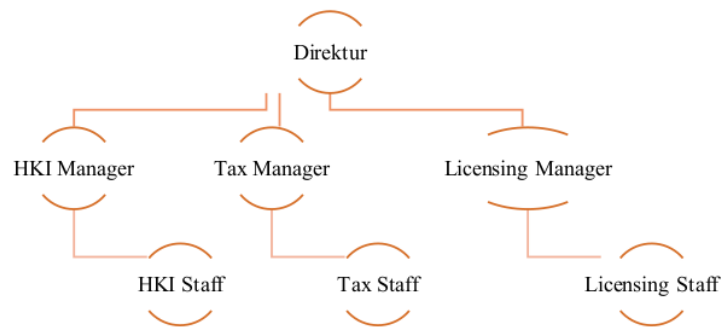 Direktur
HKI Manager
Tax Manager
Licensing Manager
HKI Staff
Tax Staff
Licensing Staff